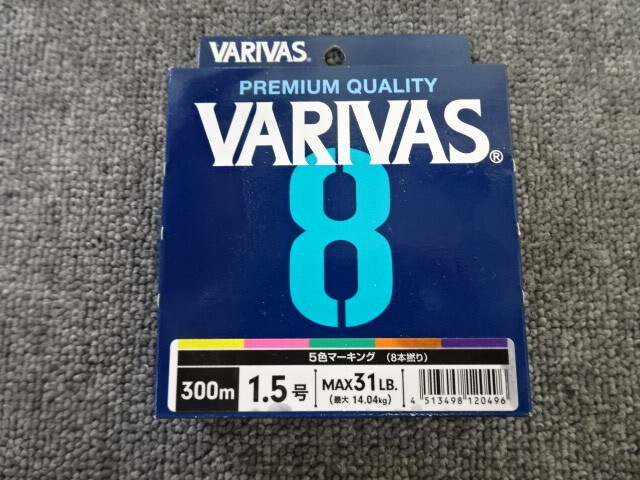 VARIVAS®
PREMIUM QUALITY
VARIVAS®
8
5色マーキング (8本撚り)
300m 1.5号 MAX31LB.
(最大 14.04kg)
4 513498 120496